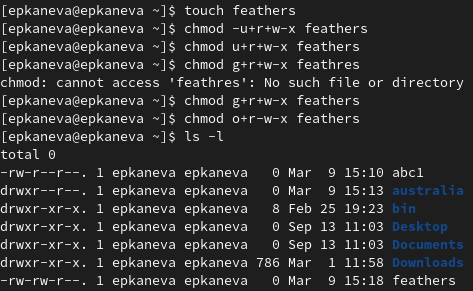 [epkaneva@epkaneva ~]$ touch feathers
[epkaneva@epkaneva ~]$ chmod -u+r+w-x feathers
[epkaneva@epkaneva ~]$ chmod u+r+w-x feathers
[epkaneva@epkaneva ~]$ chmod g+r+w-x feathres
chmod: cannot access 'feathres': No such file or directory
[epkaneva@epkaneva ~]$ chmod g+r+w-x feathers
[epkaneva@epkaneva ~]$ chmod o+r-w-x feathers
[epkaneva@epkaneva ~]$ ls -l
total 0
-rw-r--r--. 1 epkaneva epkaneva   0 Mar  9 15:10 abc1
drwxr--r--. 1 epkaneva epkaneva   0 Mar  9 15:13 australia
drwxr-xr-x. 1 epkaneva epkaneva   8 Feb 25 19:23 bin
drwxr-xr-x. 1 epkaneva epkaneva   0 Sep 13 11:03 Desktop
drwxr-xr-x. 1 epkaneva epkaneva   0 Sep 13 11:03 Documents
drwxr-xr-x. 1 epkaneva epkaneva 786 Mar  1 11:58 Downloads
-rw-rw-r--. 1 epkaneva epkaneva   0 Mar  9 15:18 feathers